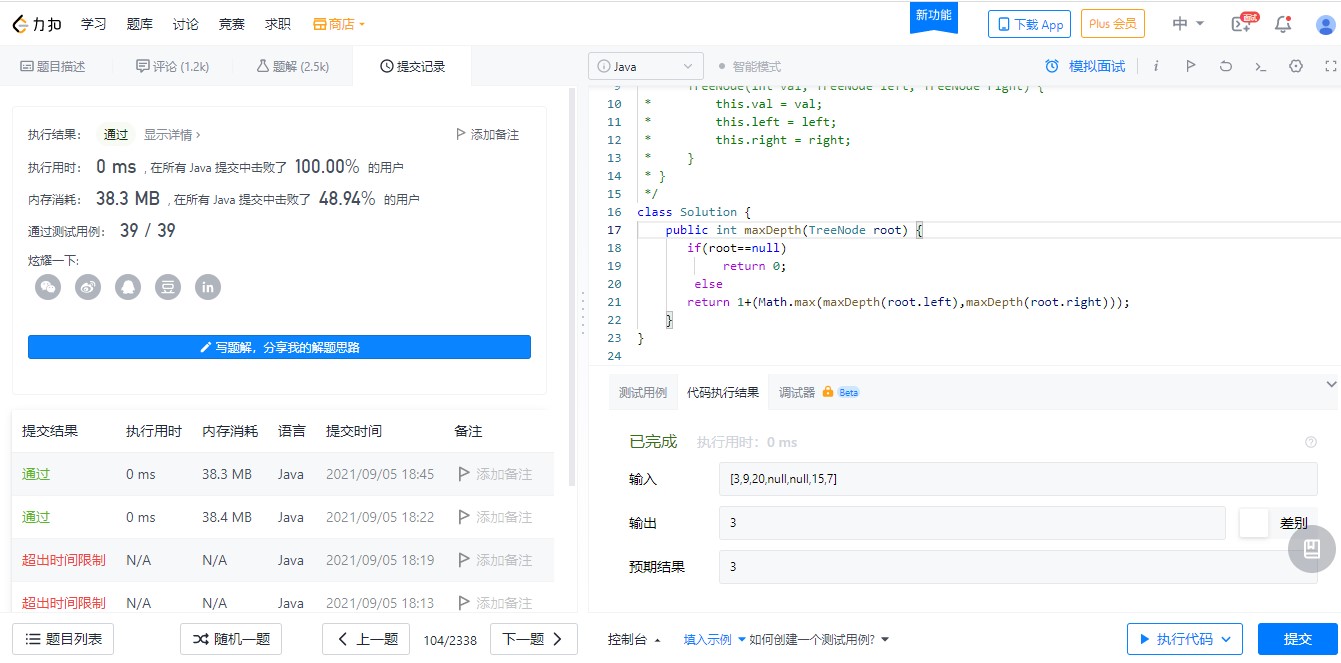 力扣 学习 题库 讨论 竞赛 求职 商店 新功能 下载 App Plus 会员 中 面试
题目描述 评论 (1.2k) 题解 (2.5k) 提交记录
执行结果： 通过 显示详情 › 添加备注
执行用时： 0 ms , 在所有 Java 提交中击败了 100.00% 的用户
内存消耗： 38.3 MB , 在所有 Java 提交中击败了 48.94% 的用户
通过测试用例： 39 / 39
炫耀一下:
豆 in
写题解，分享我的解题思路
提交结果 执行用时 内存消耗 语言 提交时间 备注
通过 0 ms 38.3 MB Java 2021/09/05 18:45 添加备注
通过 0 ms 38.4 MB Java 2021/09/05 18:22 添加备注
超出时间限制 N/A N/A Java 2021/09/05 18:19 添加备注
超出时间限制 N/A N/A Java 2021/09/05 18:13 添加备注
题目列表 随机一题 上一题 104/2338 下一题
Java 智能模式 模拟面试 i
9 * TreeNode(int val, TreeNode left, TreeNode right) {
10 * this.val = val;
11 * this.left = left;
12 * this.right = right;
13 * }
14 * }
15 */
16 class Solution {
17 public int maxDepth(TreeNode root) {
18 if(root==null)
19 return 0;
20 else
21 return 1+(Math.max(maxDepth(root.left),maxDepth(root.right)));
22 }
23 }
24
测试用例 代码执行结果 调试器 Beta
已完成 执行用时：0 ms
输入 [3,9,20,null,null,15,7]
输出 3 差别
预期结果 3
控制台 填入示例 如何创建一个测试用例? 执行代码 提交